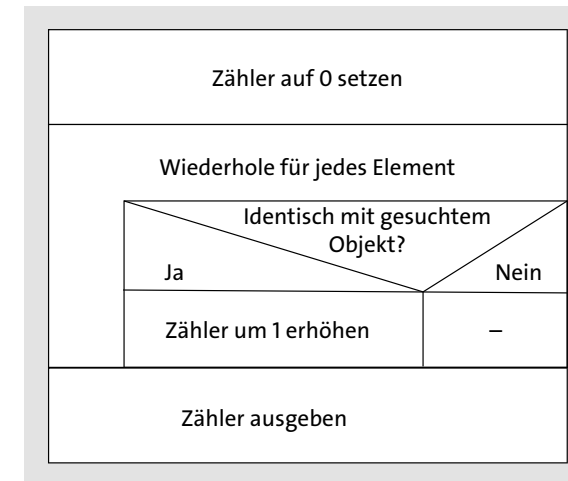 Zähler auf 0 setzen
Wiederhole für jedes Element
Identisch mit gesuchtem
Objekt?
Ja
Nein
Zähler um 1 erhöhen
–
Zähler ausgeben